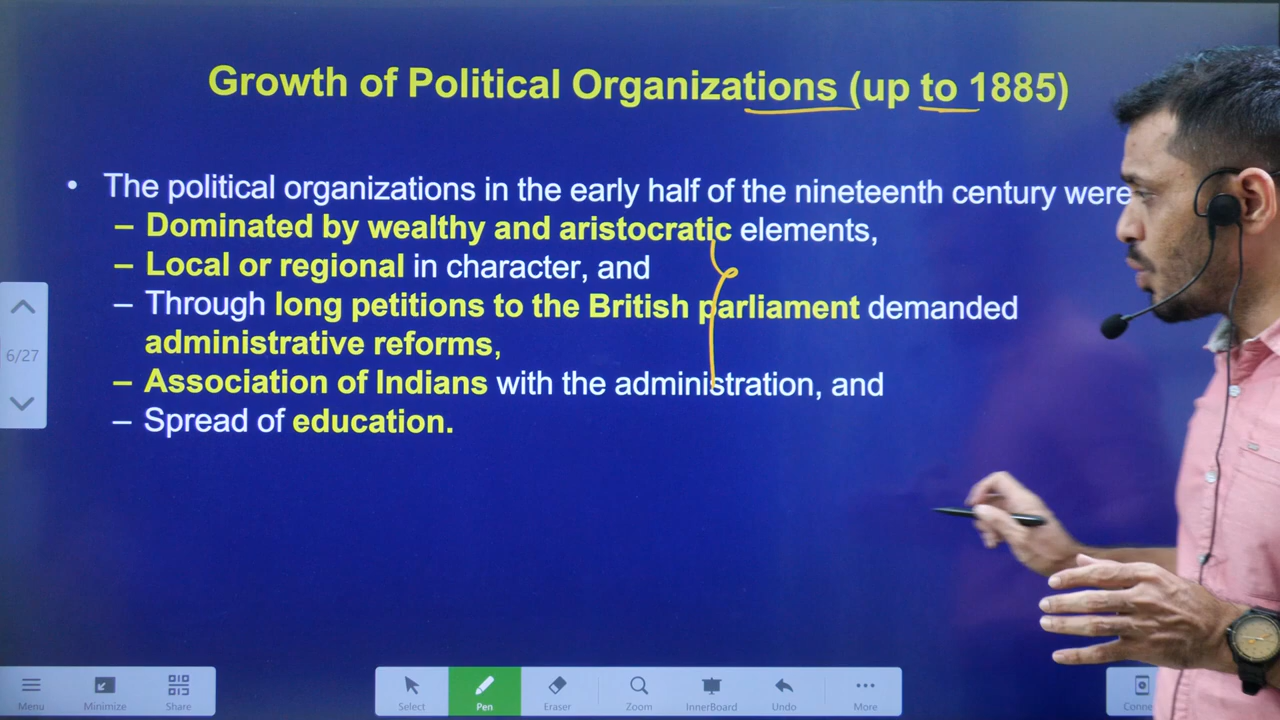 Growth of Political Organizations (up to 1885)
• The political organizations in the early half of the nineteenth century were
– Dominated by wealthy and aristocratic elements,
– Local or regional in character, and
– Through long petitions to the British parliament demanded
administrative reforms,
– Association of Indians with the administration, and
– Spread of education.
6/27
Menu Minimize Share Select Pen Eraser Zoom InnerBoard Undo More